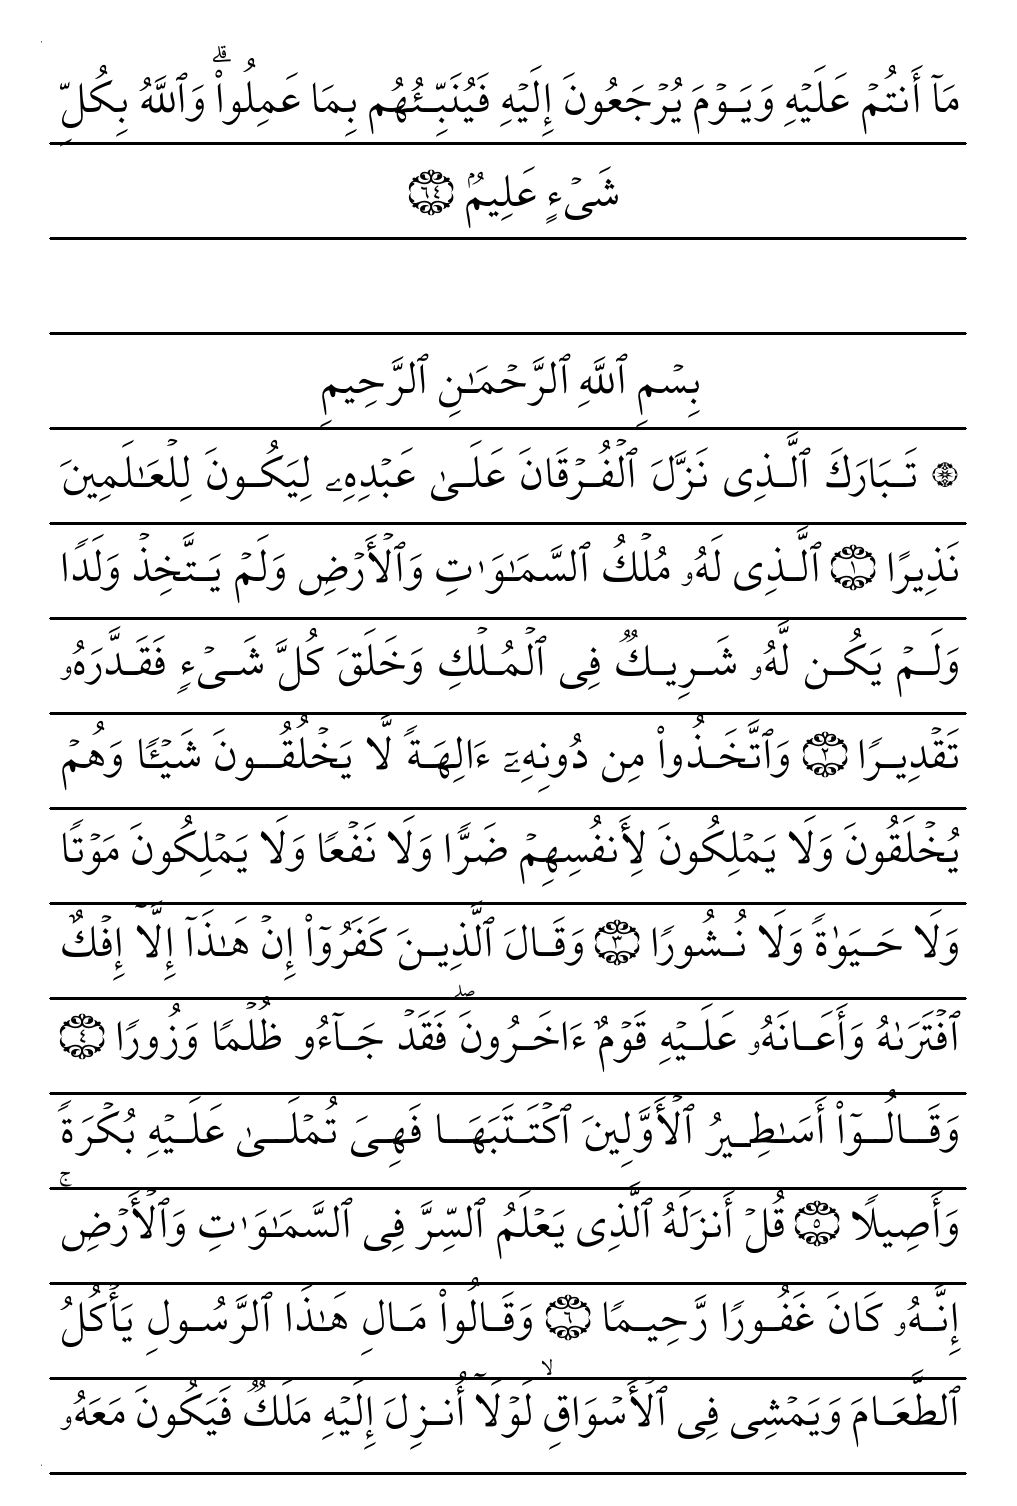 مَآ أَنتُمْ عَلَيْهِ وَيَوْمَ يُرْجَعُونَ إِلَيْهِ فَيُنَبِّئُهُم بِمَا عَمِلُوا۟ ۗ وَٱللَّهُ بِكُلِّ
شَىْءٍ عَلِيمٌۢ ٦٤
بِسْمِ ٱللَّهِ ٱلرَّحْمَـٰنِ ٱلرَّحِيمِ
۞ تَبَارَكَ ٱلَّذِى نَزَّلَ ٱلْفُرْقَانَ عَلَىٰ عَبْدِهِۦ لِيَكُونَ لِلْعَـٰلَمِينَ
نَذِيرًا ١ ٱلَّذِى لَهُۥ مُلْكُ ٱلسَّمَـٰوَٰتِ وَٱلْأَرْضِ وَلَمْ يَتَّخِذْ وَلَدًا
وَلَمْ يَكُن لَّهُۥ شَرِيكٌ فِى ٱلْمُلْكِ وَخَلَقَ كُلَّ شَىْءٍ فَقَدَّرَهُۥ
تَقْدِيرًا ٢ وَٱتَّخَذُوا۟ مِن دُونِهِۦٓ ءَالِهَةً لَّا يَخْلُقُونَ شَيْـًٔا وَهُمْ
يُخْلَقُونَ وَلَا يَمْلِكُونَ لِأَنفُسِهِمْ ضَرًّا وَلَا نَفْعًا وَلَا يَمْلِكُونَ مَوْتًا
وَلَا حَيَوٰةً وَلَا نُشُورًا ٣ وَقَالَ ٱلَّذِينَ كَفَرُوٓا۟ إِنْ هَـٰذَآ إِلَّآ إِفْكٌ
ٱفْتَرَىٰهُ وَأَعَانَهُۥ عَلَيْهِ قَوْمٌ ءَاخَرُونَ ۖ فَقَدْ جَآءُو ظُلْمًا وَزُورًا ٤
وَقَالُوٓا۟ أَسَـٰطِيرُ ٱلْأَوَّلِينَ ٱكْتَتَبَهَا فَهِىَ تُمْلَىٰ عَلَيْهِ بُكْرَةً
وَأَصِيلًا ٥ قُلْ أَنزَلَهُ ٱلَّذِى يَعْلَمُ ٱلسِّرَّ فِى ٱلسَّمَـٰوَٰتِ وَٱلْأَرْضِ ۚ
إِنَّهُۥ كَانَ غَفُورًا رَّحِيمًا ٦ وَقَالُوا۟ مَالِ هَـٰذَا ٱلرَّسُولِ يَأْكُلُ
ٱلطَّعَامَ وَيَمْشِى فِى ٱلْأَسْوَاقِ ۙ لَوْلَآ أُنزِلَ إِلَيْهِ مَلَكٌ فَيَكُونَ مَعَهُۥ